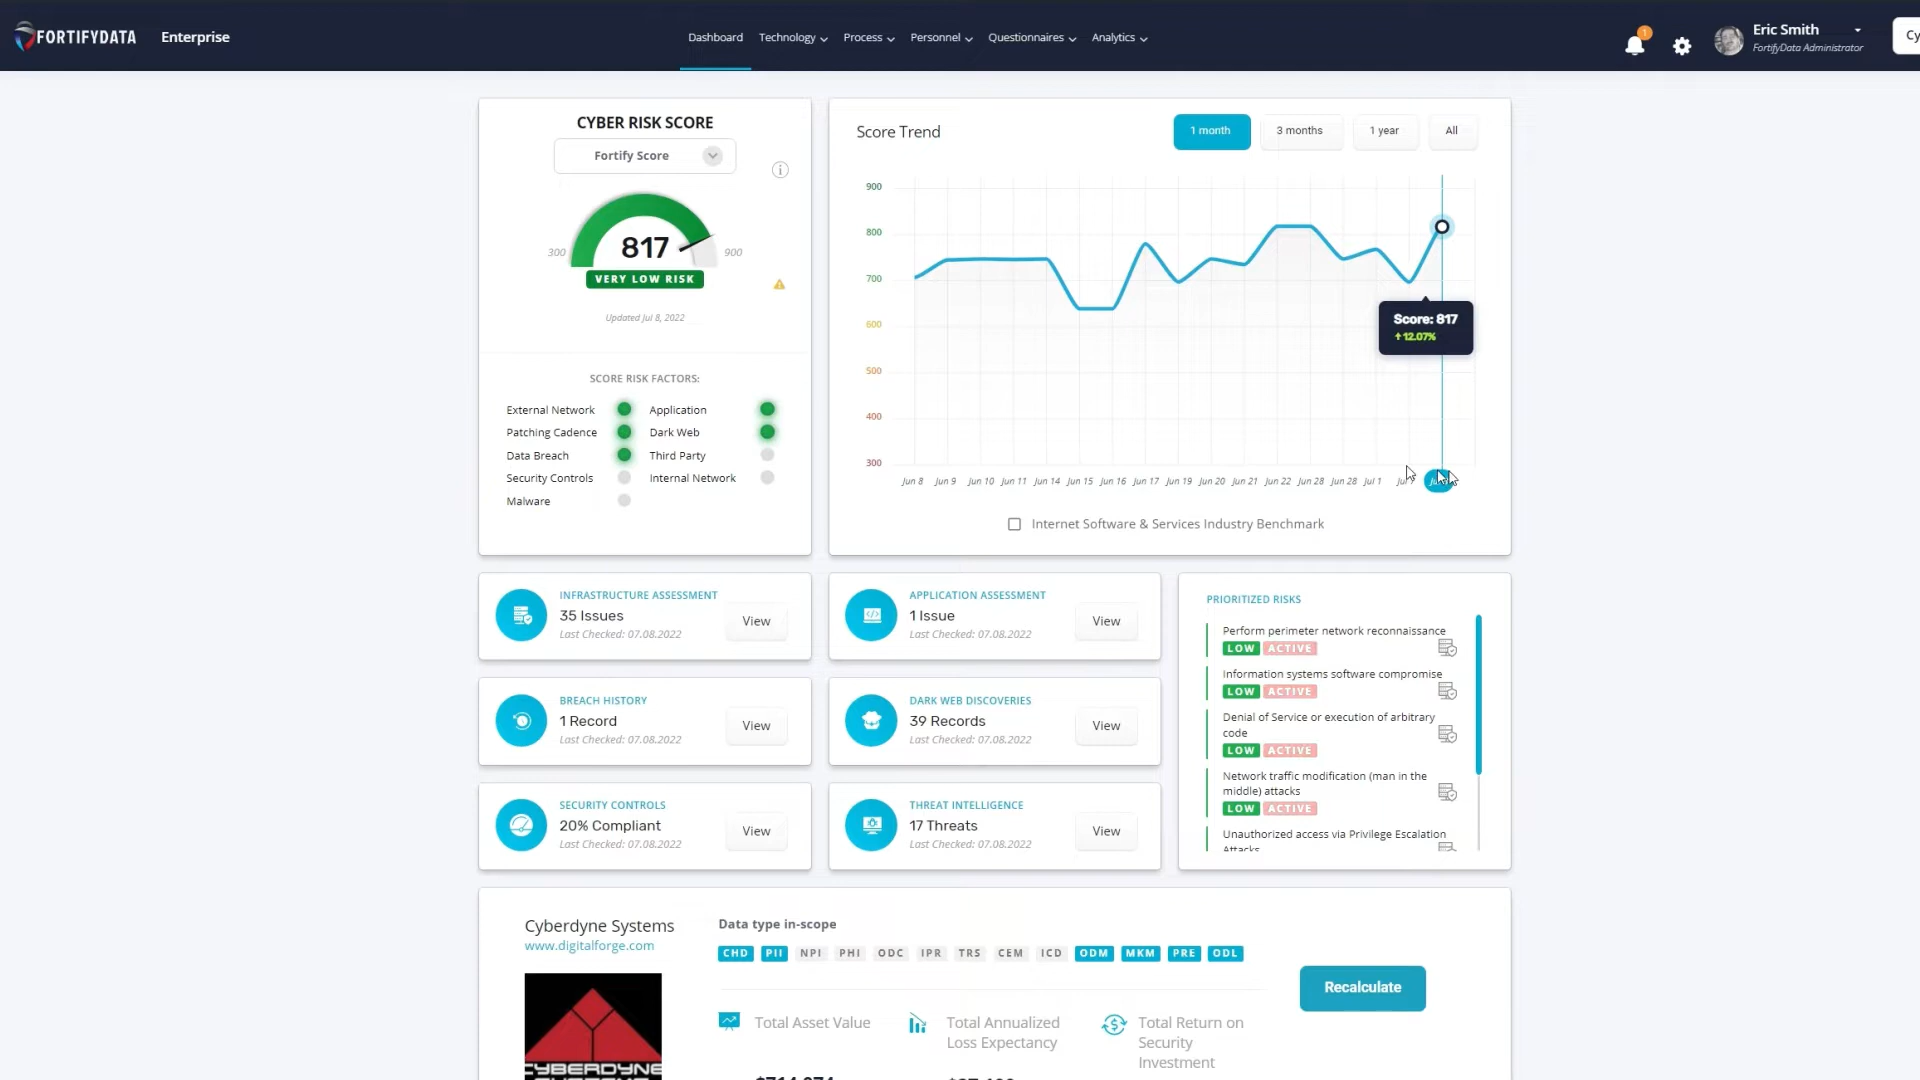 FORTIFYDATA
Enterprise
Dashboard
Technology
Process
Personnel
Questionnaires
Analytics
1
Eric Smith
FortifyData Administrator
Cy
CYBER RISK SCORE
Fortify Score
817
300
900
VERY LOW RISK
Updated Jul 8, 2022
SCORE RISK FACTORS:
External Network
Application
Patching Cadence
Dark Web
Data Breach
Third Party
Security Controls
Internal Network
Malware
Score Trend
1 month
3 months
1 year
All
900
800
700
600
500
400
300
Score: 817
↑ 12.07%
Jun 8 Jun 9 Jun 10 Jun 11 Jun 14 Jun 15 Jun 16 Jun 17 Jun 19 Jun 20 Jun 21 Jun 22 Jun 28 Jun 28 Jul 1
Internet Software & Services Industry Benchmark
INFRASTRUCTURE ASSESSMENT
35 Issues
Last Checked: 07.08.2022
View
APPLICATION ASSESSMENT
1 Issue
Last Checked: 07.08.2022
View
BREACH HISTORY
1 Record
Last Checked: 07.08.2022
View
DARK WEB DISCOVERIES
39 Records
Last Checked: 07.08.2022
View
SECURITY CONTROLS
20% Compliant
Last Checked: 07.08.2022
View
THREAT INTELLIGENCE
17 Threats
Last Checked: 07.08.2022
View
PRIORITIZED RISKS
Perform perimeter network reconnaissance
LOW ACTIVE
Information systems software compromise
LOW ACTIVE
Denial of Service or execution of arbitrary
code
LOW ACTIVE
Network traffic modification (man in the
middle) attacks
LOW ACTIVE
Unauthorized access via Privilege Escalation
Attacks
Cyberdyne Systems
www.digitalforge.com
CYBERDYNE
Data type in-scope
CHD PII NPI PHI ODC IPR TRS CEM ICD ODM MKM PRE ODL
Recalculate
Total Asset Value
Total Annualized
Loss Expectancy
Total Return on
Security
Investment